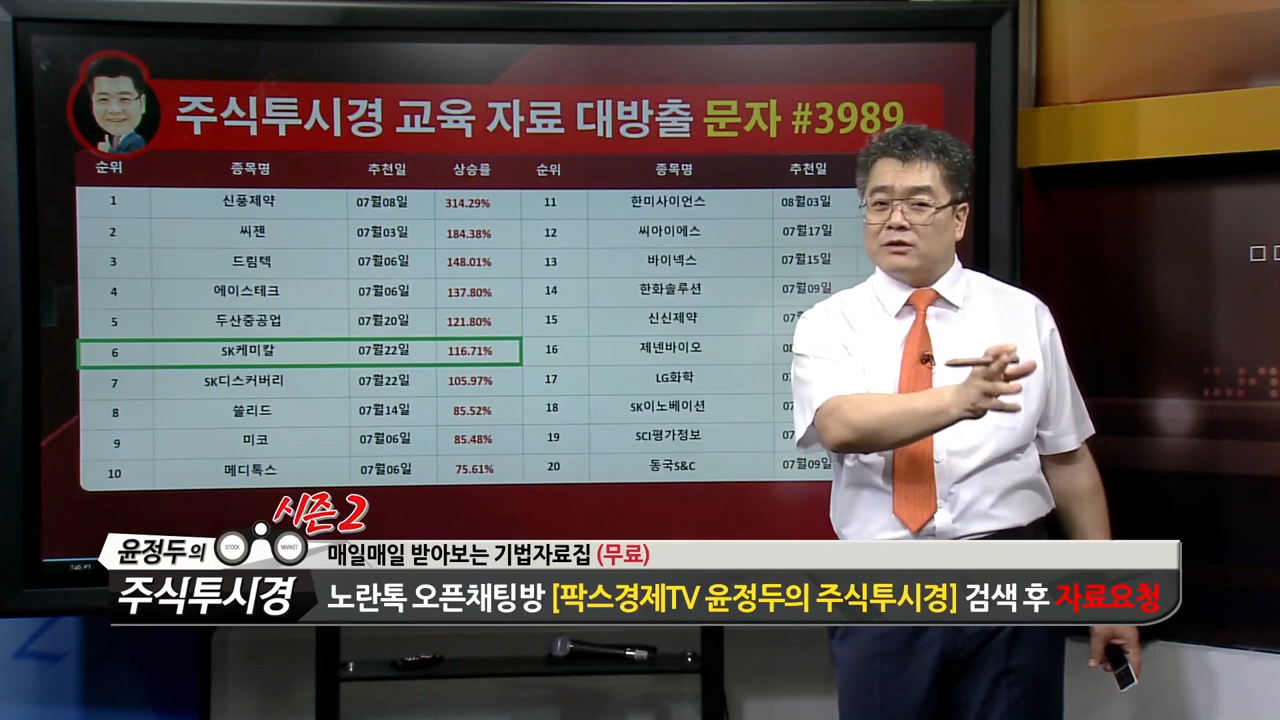 주식투시경 교육 자료 대방출 문자 #3989
순위 종목명 추천일 상승률 순위 종목명 추천일
1 신풍제약 07월08일 314.29% 11 한미사이언스 08월03일
2 씨젠 07월03일 184.38% 12 씨아이에스 07월17일
3 드림텍 07월06일 148.01% 13 바이넥스 07월15일
4 에이스테크 07월06일 137.80% 14 한화솔루션 07월09일
5 두산중공업 07월20일 121.80% 15 신신제약
6 SK케미칼 07월22일 116.71% 16 제넨바이오
7 SK디스커버리 07월22일 105.97% 17 LG화학
8 쏠리드 07월14일 85.52% 18 SK이노베이션
9 미코 07월06일 85.48% 19 SCI평가정보
10 메디톡스 07월06일 75.61% 20 동국S&C 07월09일
시즌2
윤정두의 STOCK MARKET
주식투시경
매일매일 받아보는 기법자료집 (무료)
노란톡 오픈채팅방 [팍스경제TV 윤정두의 주식투시경] 검색 후 자료요청